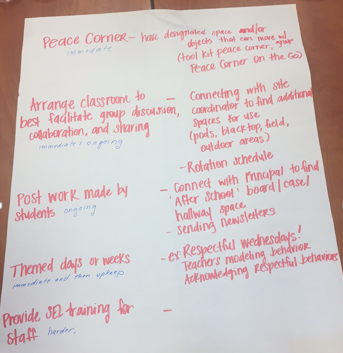 Peace Corner – have designated space and/or
immediate
objects that can move w/
(tool kit peace corner,
Peace Corner on the Go)
Arrange classroom to
best facilitate group discussion,
collaboration, and sharing
immediate / ongoing
– Connecting with site
coordinator to find additional
spaces for use
(pods, blacktop, field,
outdoor areas)
- Rotation schedule
Post work made by
students ongoing
- Connect with Principal to find
'After School' board / case /
hallway space
- sending newsletters
Themed days or weeks
immediate and then upkeep
- ex: Respectful Wednesdays!
Teachers modeling behavior
Acknowledging respectful behaviors
Provide SEL training for –
staff harder,